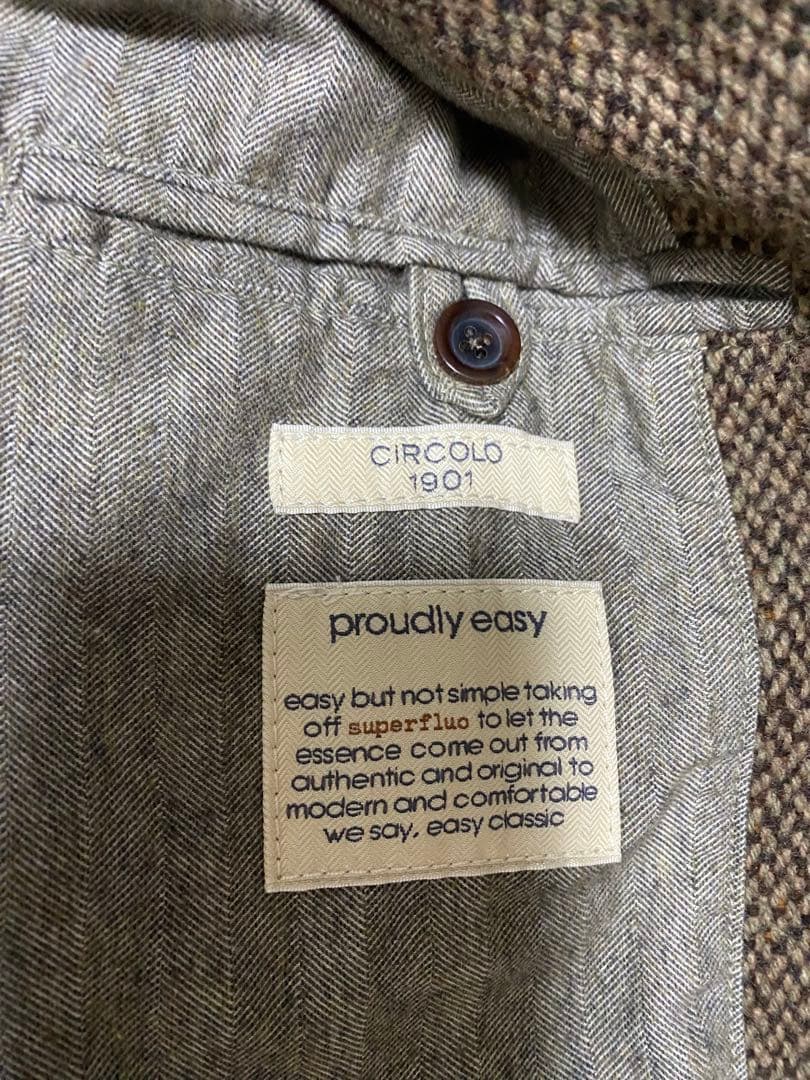 CIRCOLO
1901
proudly easy
easy but not simple taking
off superfluo to let the
essence come out from
authentic and original to
modern and comfortable
we say, easy classic